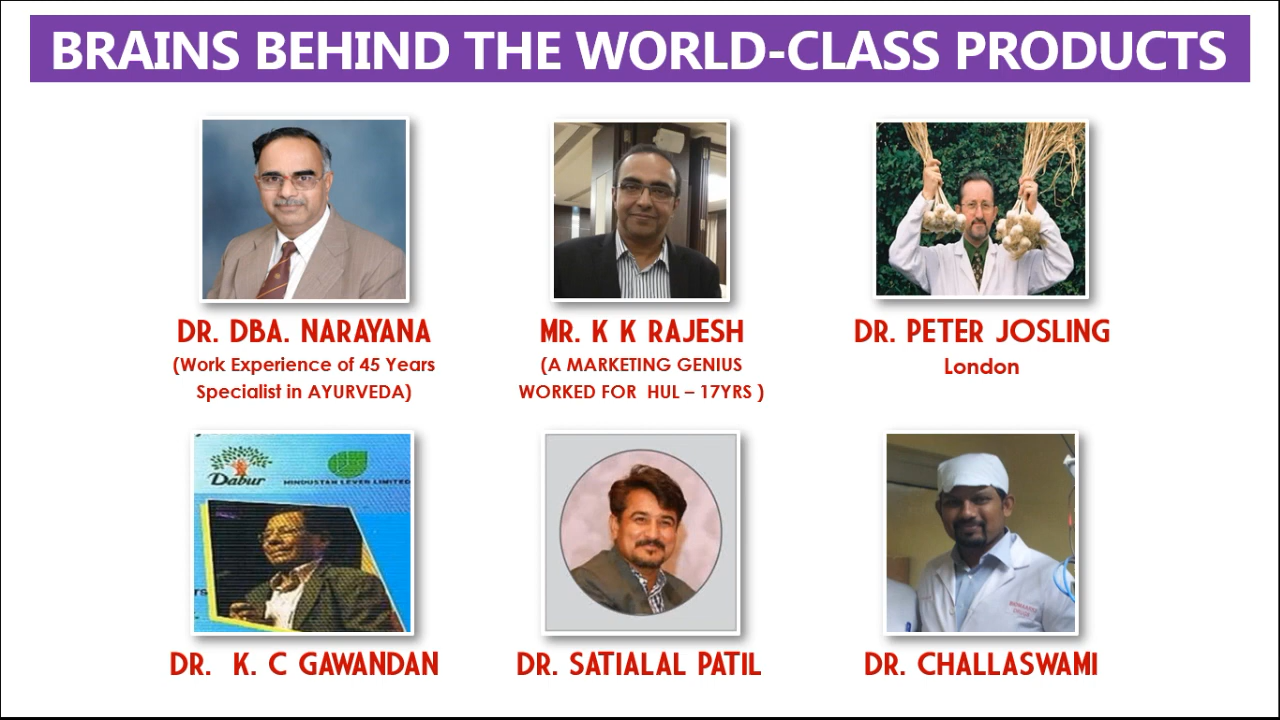 BRAINS BEHIND THE WORLD-CLASS PRODUCTS
DR. DBA. NARAYANA
(Work Experience of 45 Years
Specialist in AYURVEDA)
MR. K K RAJESH
(A MARKETING GENIUS
WORKED FOR HUL – 17YRS )
DR. PETER JOSLING
London
Dabur
HINDUSTAN LEVER LIMITED
DR. K. C GAWANDAN
DR. SATIALAL PATIL
DR. CHALLASWAMI